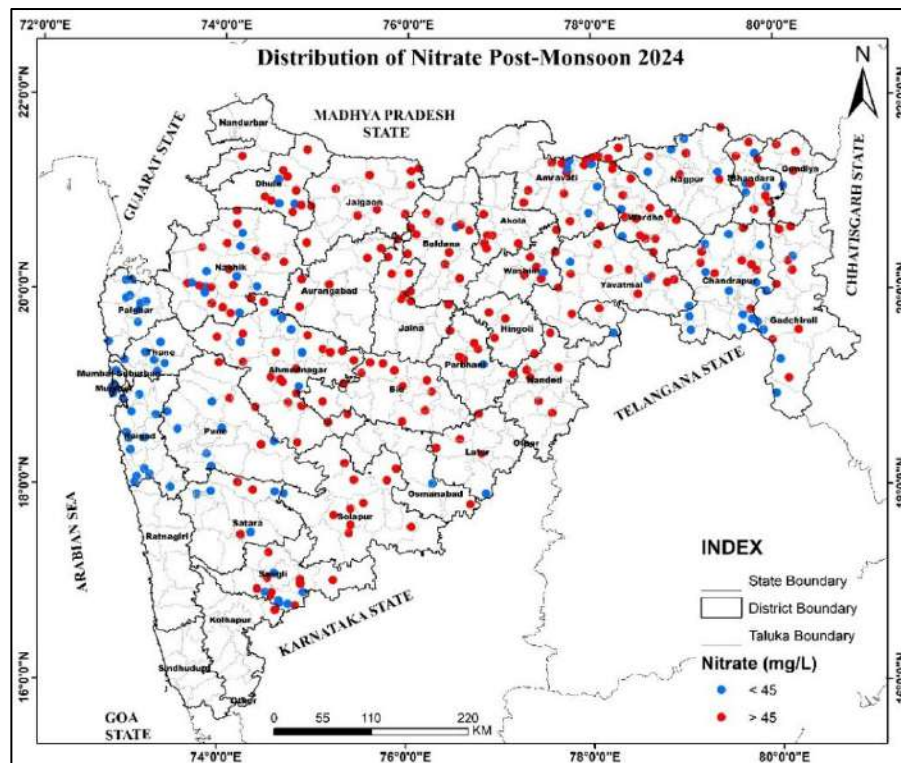 72°0'0"E 74°0'0"E 76°0'0"E 78°0'0"E 80°0'0"E
Distribution of Nitrate Post-Monsoon 2024
N
22°0'0"N
20°0'0"N
18°0'0"N
16°0'0"N
MADHYA PRADESH
STATE
GUJARAT STATE
CHHATISGARH STATE
Nandurbar
Dhule
Jalgaon
Amravati
Nagpur
Bhandara
Gondiya
Akola
Wardha
Buldana
Nashik
Washim
Yavatmal
Chandrapur
Aurangabad
Palghar
Jalna
Hingoli
Gadchiroli
Thane
Parbhani
Mumbai Suburban
Mumbai
Ahmednagar
Nanded
TELANGANA STATE
Bid
Raigad
Pune
Latur
Other
Osmanabad
ARABIAN SEA
Satara
Solapur
Ratnagiri
Sangli
Kolhapur
KARNATAKA STATE
Sindhudurg
Other
GOA
STATE
INDEX
State Boundary
District Boundary
Taluka Boundary
Nitrate (mg/L)
< 45
> 45
0 55 110 220
KM
22°0'0"N
20°0'0"N
18°0'0"N
16°0'0"N
74°0'0"E 76°0'0"E 78°0'0"E 80°0'0"E